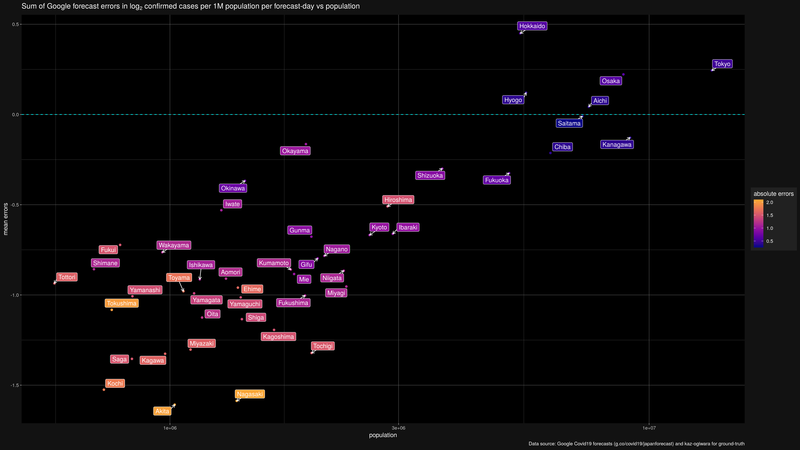 Sum of Google forecast errors in log₂ confirmed cases per 1M population per forecast-day vs population
0.5
Hokkaido
Tokyo
Osaka
Hyogo
Aichi
0.0
Saitama
Kanagawa
Chiba
Okayama
Shizuoka
Fukuoka
Okinawa
Iwate
Hiroshima
-0.5
mean errors
absolute errors
2.0
1.5
1.0
0.5
Gunma
Kyoto
Ibaraki
Wakayama
Fukui
Nagano
Shimane
Ishikawa
Kumamoto
Gifu
Aomori
Tottori
Toyama
Mie
Niigata
Yamanashi
Ehime
Miyagi
-1.0
Tokushima
Yamagata
Yamaguchi
Fukushima
Oita
Shiga
Kagoshima
Miyazaki
Tochigi
Saga
Kagawa
Kochi
-1.5
Nagasaki
Akita
1e+06
3e+06
1e+07
population
Data source: Google Covid19 forecasts (g.co/covid19/japanforecast) and kaz-ogiwara for ground-truth